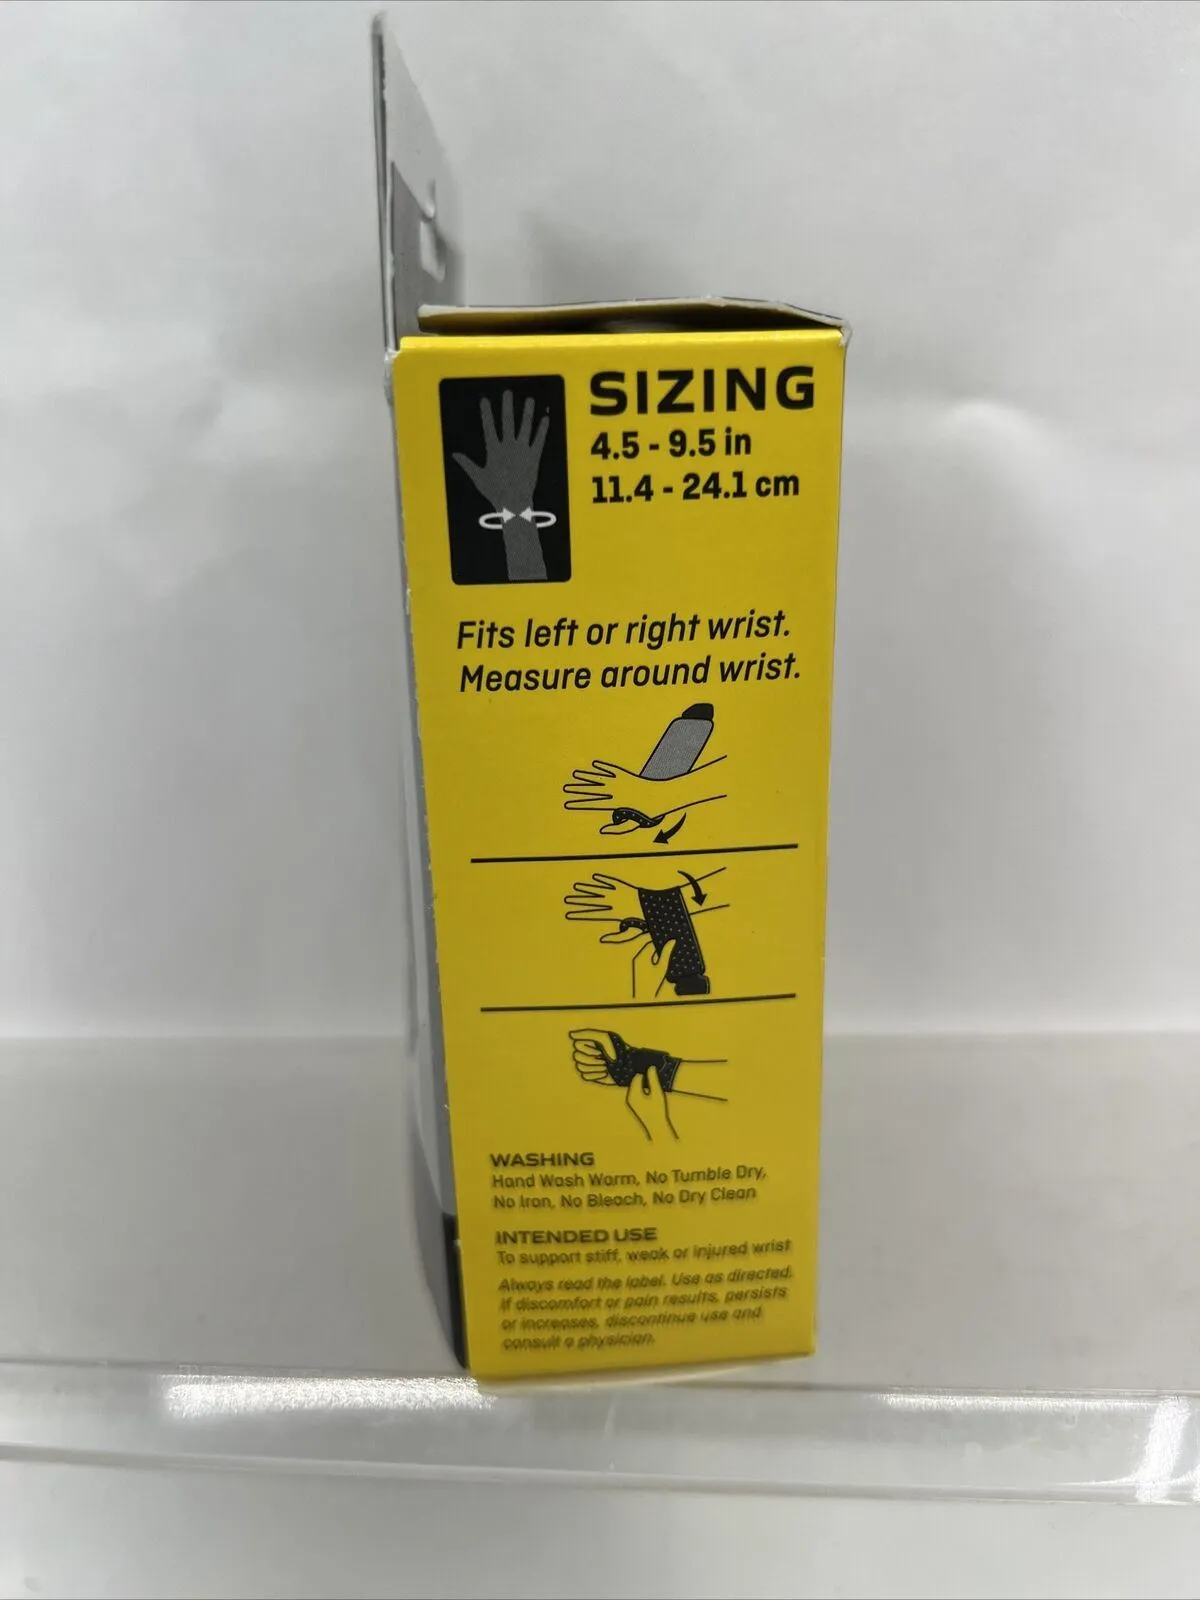 SIZING
4.5 - 9.5 in
11.4 - 24.1 cm
Fits left or right wrist.
Measure around wrist.
WASHING
Hand Wash Warm, No Tumble Dry,
No Iron, No Bleach, No Dry Clean
INTENDED USE
To support stiff, weak or injured wrist
Always read the label. Use as directed.
If discomfort or pain results, persists
or increases, discontinue use and
consult a physician.